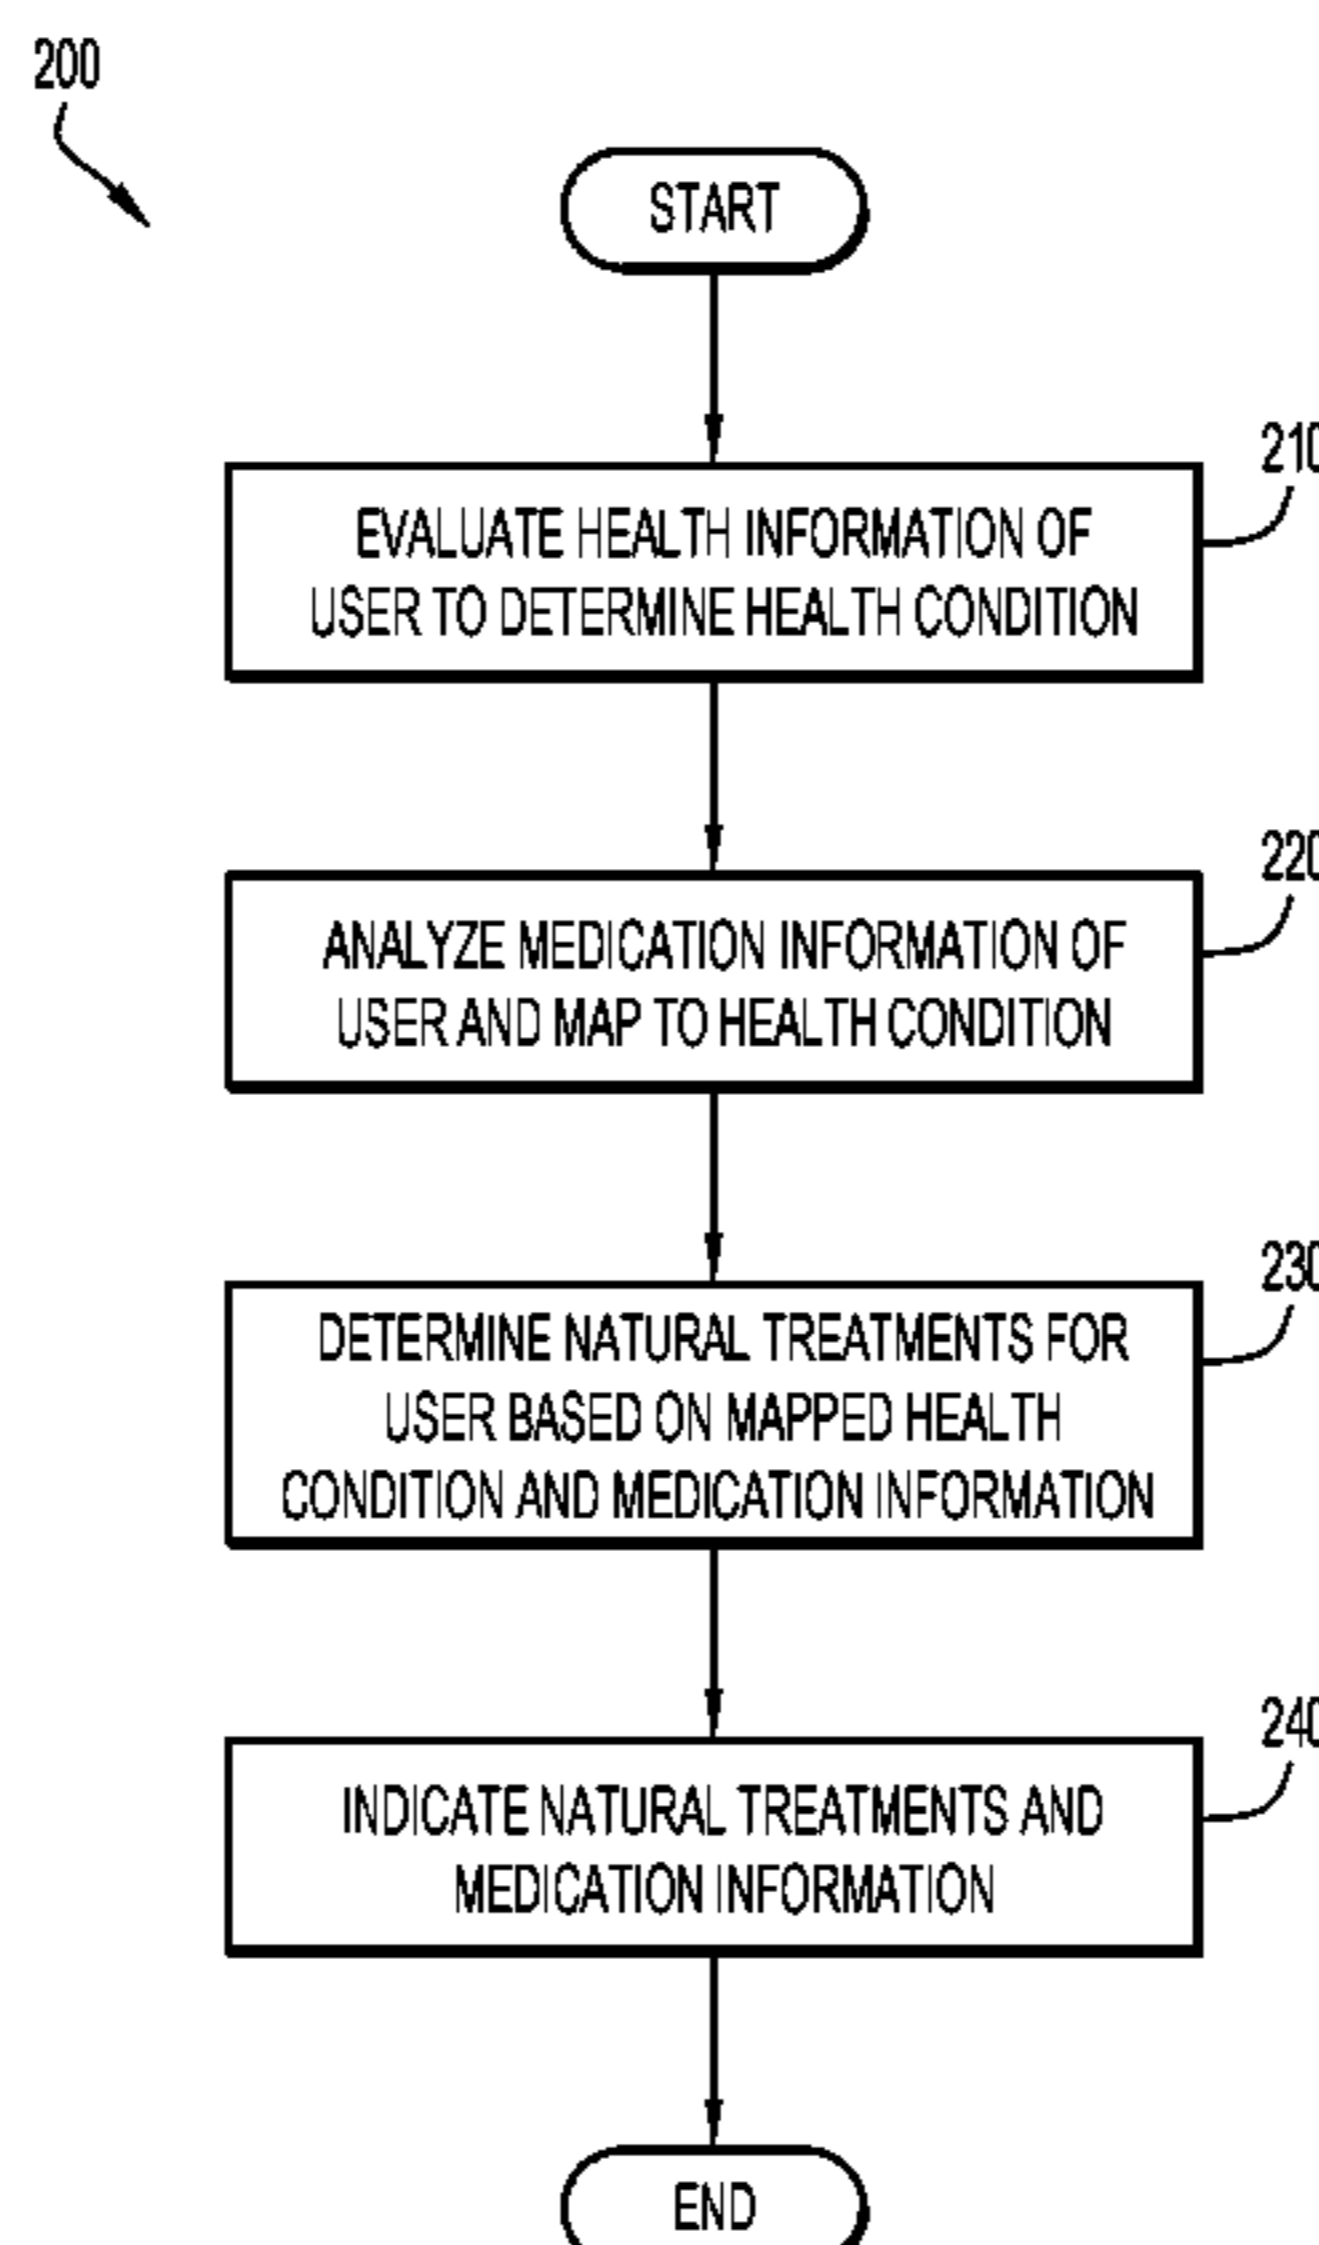 200
START
210
EVALUATE HEALTH INFORMATION OF
USER TO DETERMINE HEALTH CONDITION
220
ANALYZE MEDICATION INFORMATION OF
USER AND MAP TO HEALTH CONDITION
230
DETERMINE NATURAL TREATMENTS FOR
USER BASED ON MAPPED HEALTH
CONDITION AND MEDICATION INFORMATION
240
INDICATE NATURAL TREATMENTS AND
MEDICATION INFORMATION
END